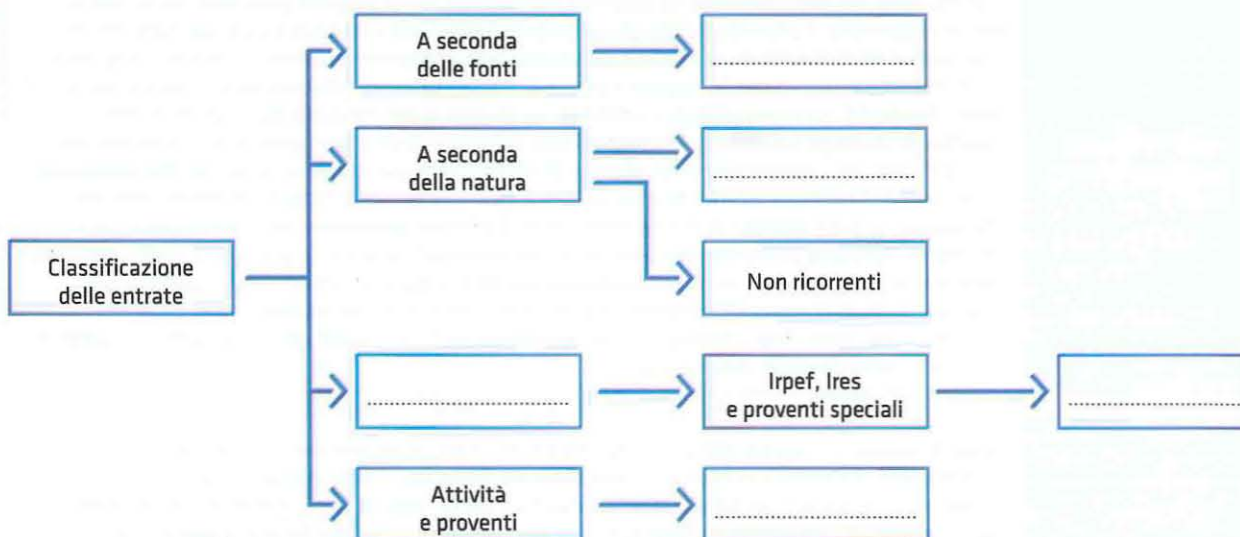 A seconda
delle fonti
A seconda
della natura
Classificazione
delle entrate
Non ricorrenti
Irpef, Ires
e proventi speciali
Attività
e proventi